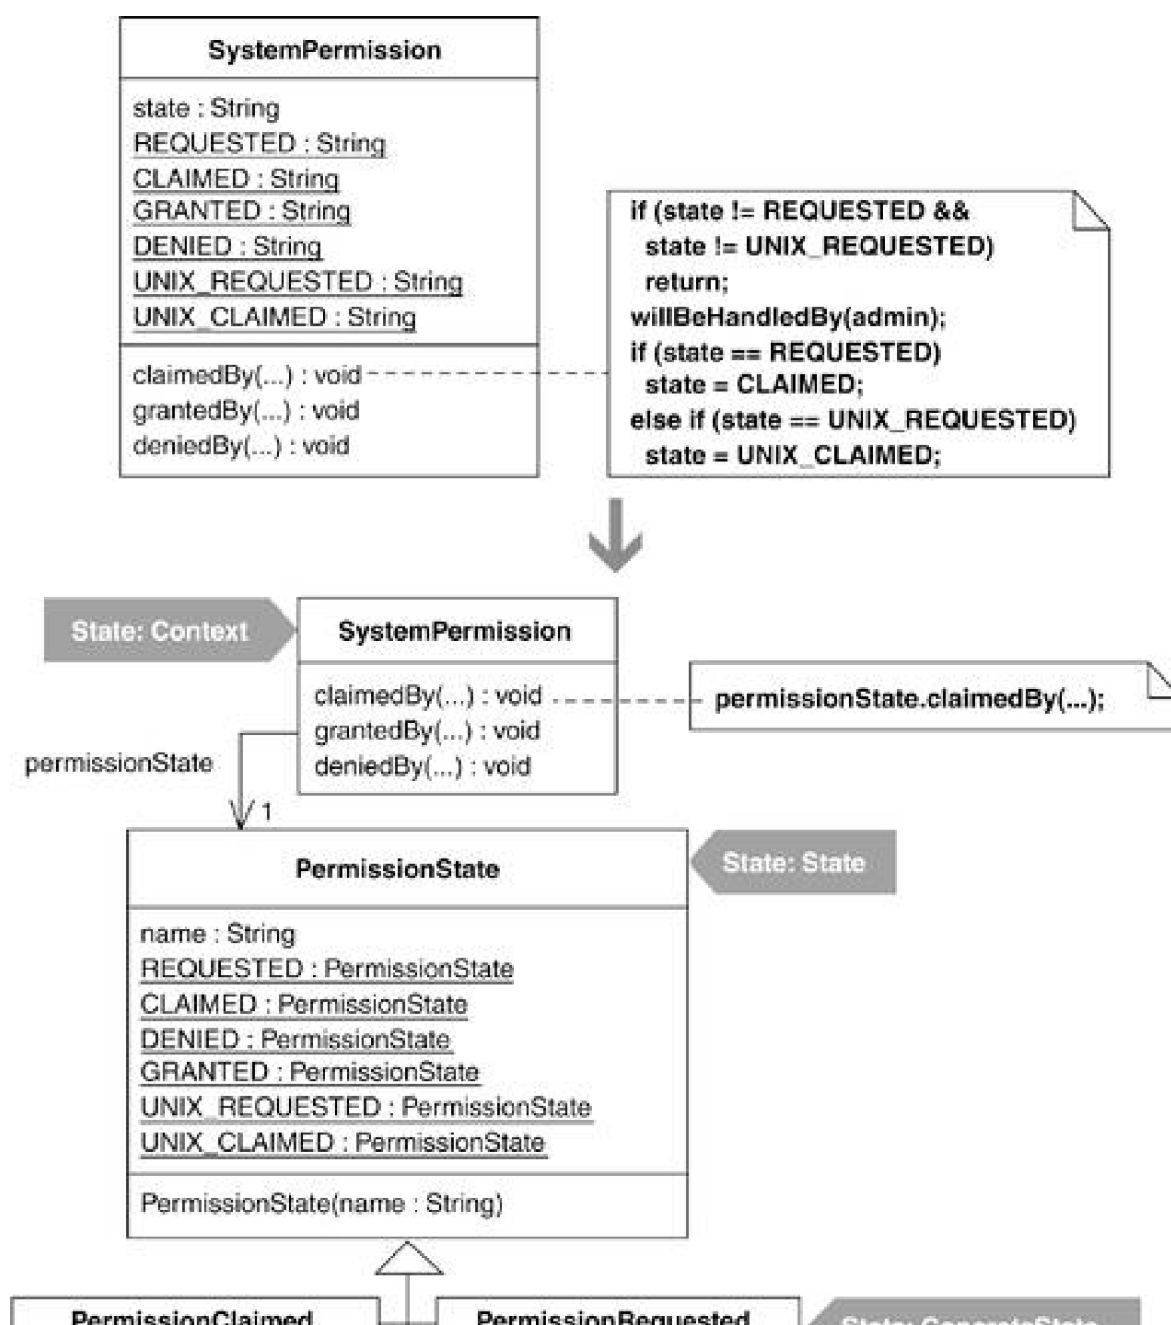 SystemPermission
state : String
REQUESTED : String
CLAIMED : String
GRANTED : String
DENIED : String
UNIX_REQUESTED : String
UNIX_CLAIMED : String
claimedBy(...) : void
grantedBy(...) : void
deniedBy(...) : void
if (state != REQUESTED &&
state != UNIX_REQUESTED)
return;
willBeHandledBy(admin);
if (state == REQUESTED)
state = CLAIMED;
else if (state == UNIX_REQUESTED)
state = UNIX_CLAIMED;
State: Context
SystemPermission
claimedBy(...) : void
grantedBy(...) : void
deniedBy(...) : void
permissionState.claimedBy(...);
permissionState
1
PermissionState
State: State
name : String
REQUESTED : PermissionState
CLAIMED : PermissionState
DENIED : PermissionState
GRANTED : PermissionState
UNIX_REQUESTED : PermissionState
UNIX_CLAIMED : PermissionState
PermissionState(name : String)
PermissionClaimed
PermissionRequested
State: ConcreteState